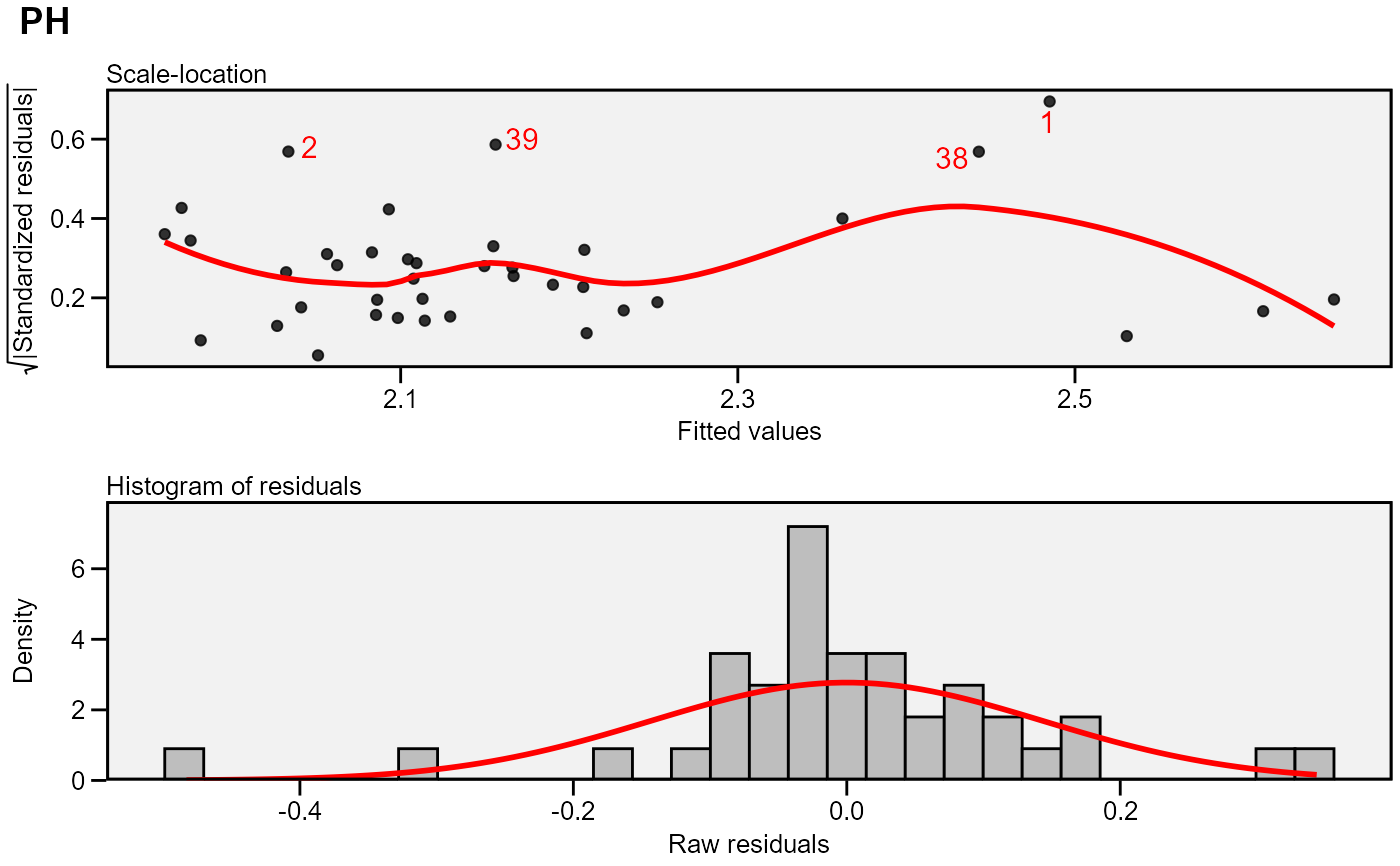 PH
Scale-location
√|Standardized residuals|
0.6
0.4
0.2
2
39
38
1
2.1
2.3
2.5
Fitted values
Histogram of residuals
Density
6
4
2
0
-0.4
-0.2
0.0
0.2
Raw residuals